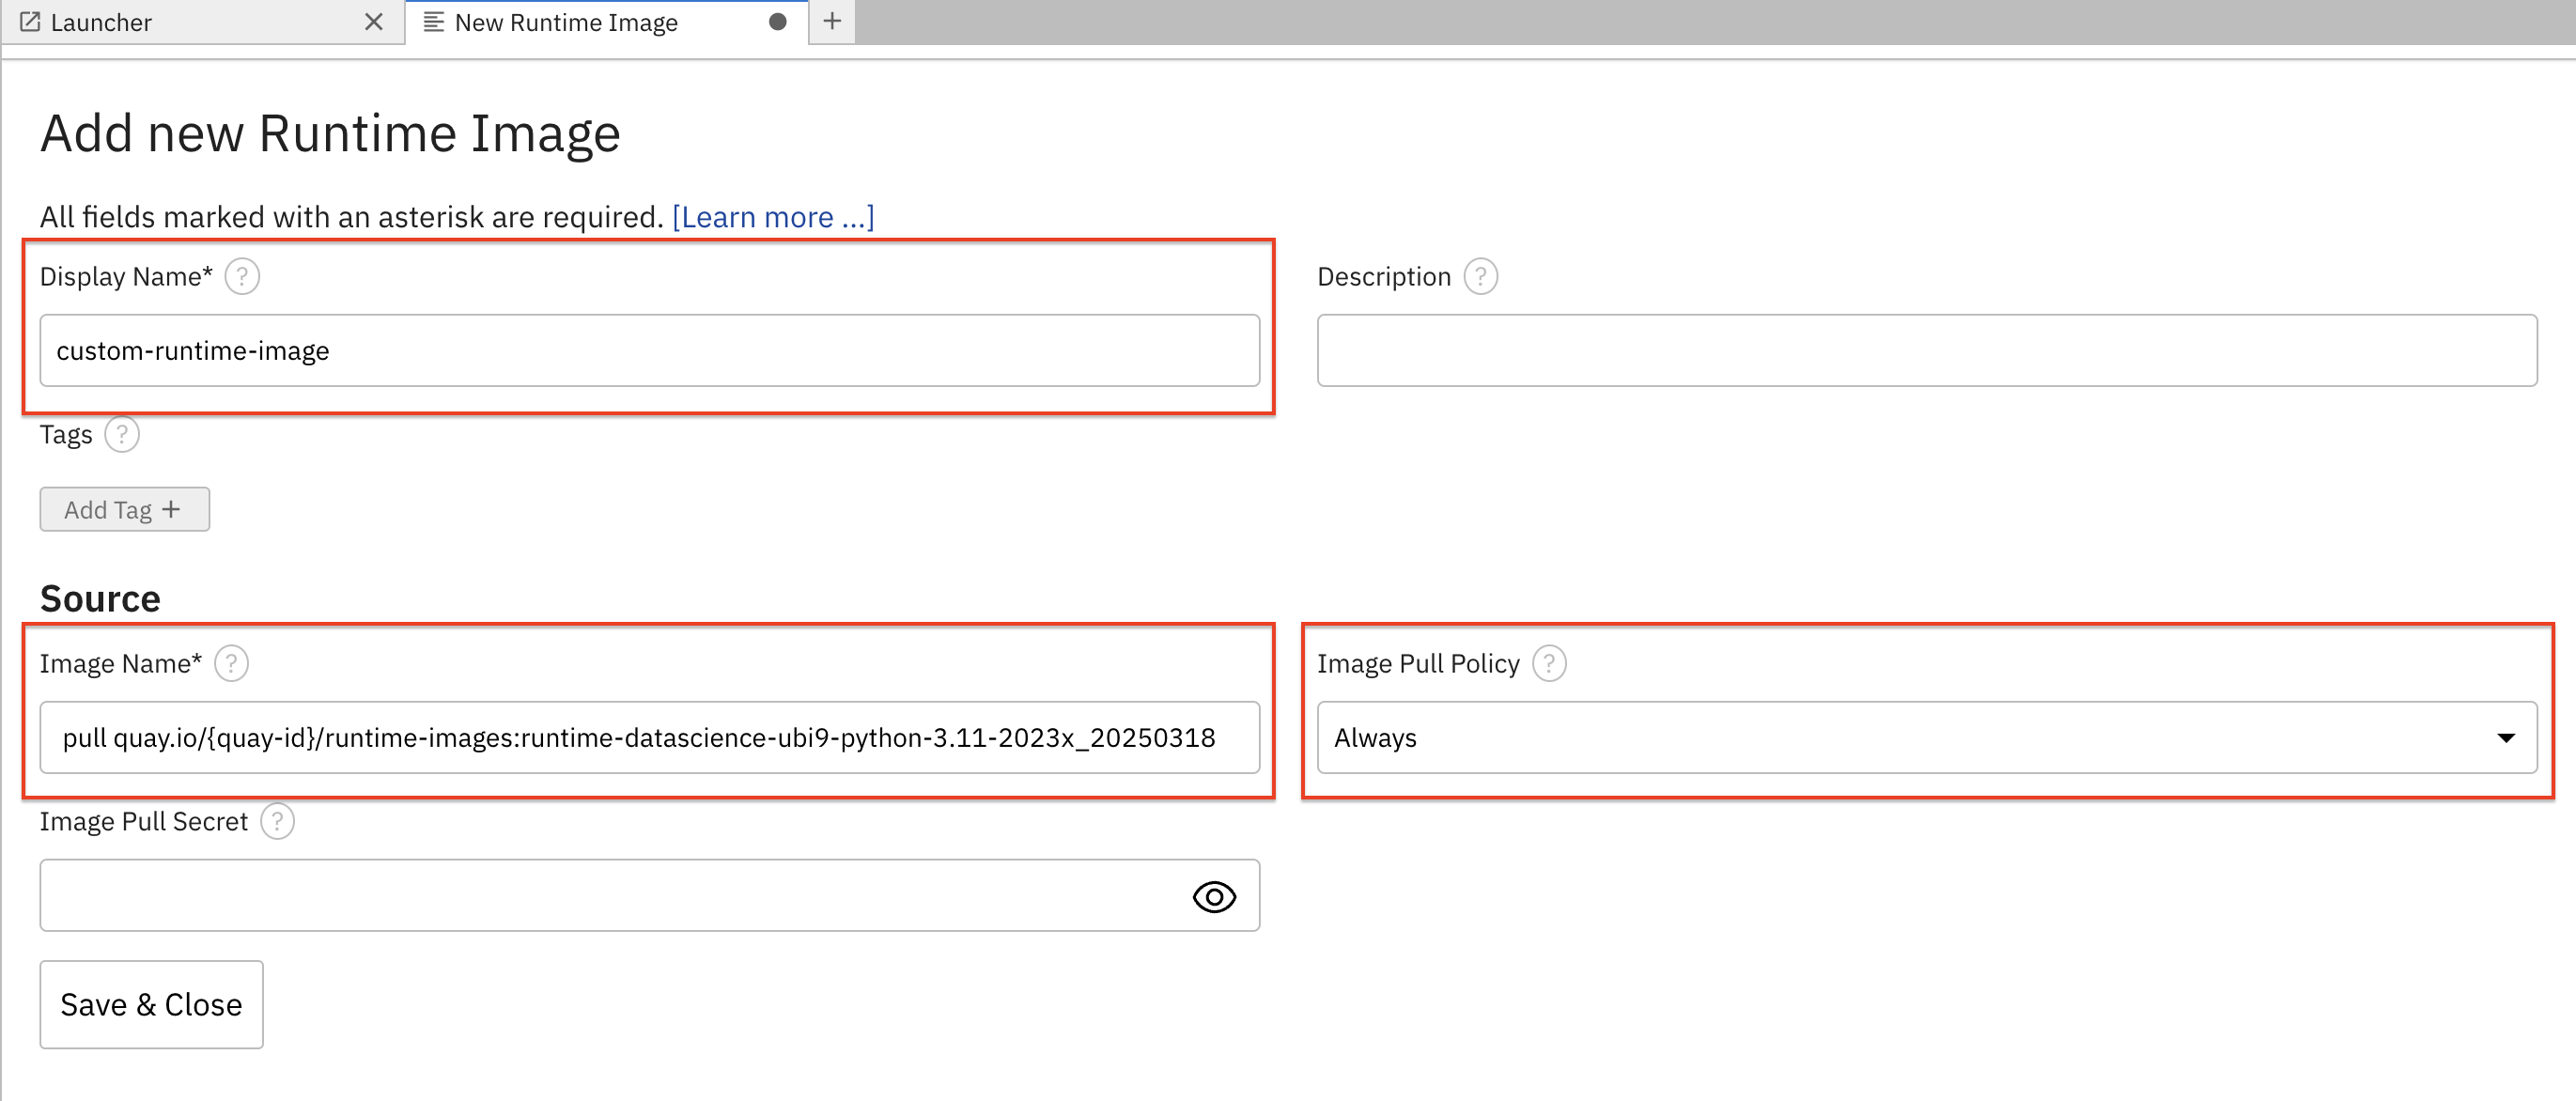 Launcher
New Runtime Image
Add new Runtime Image
All fields marked with an asterisk are required. [Learn more ...]
Display Name* ?
Description ?
custom-runtime-image
Tags ?
Add Tag +
Source
Image Name* ?
Image Pull Policy ?
pull quay.io/{quay-id}/runtime-images:runtime-datascience-ubi9-python-3.11-2023x_20250318
Always
Image Pull Secret ?
Save & Close